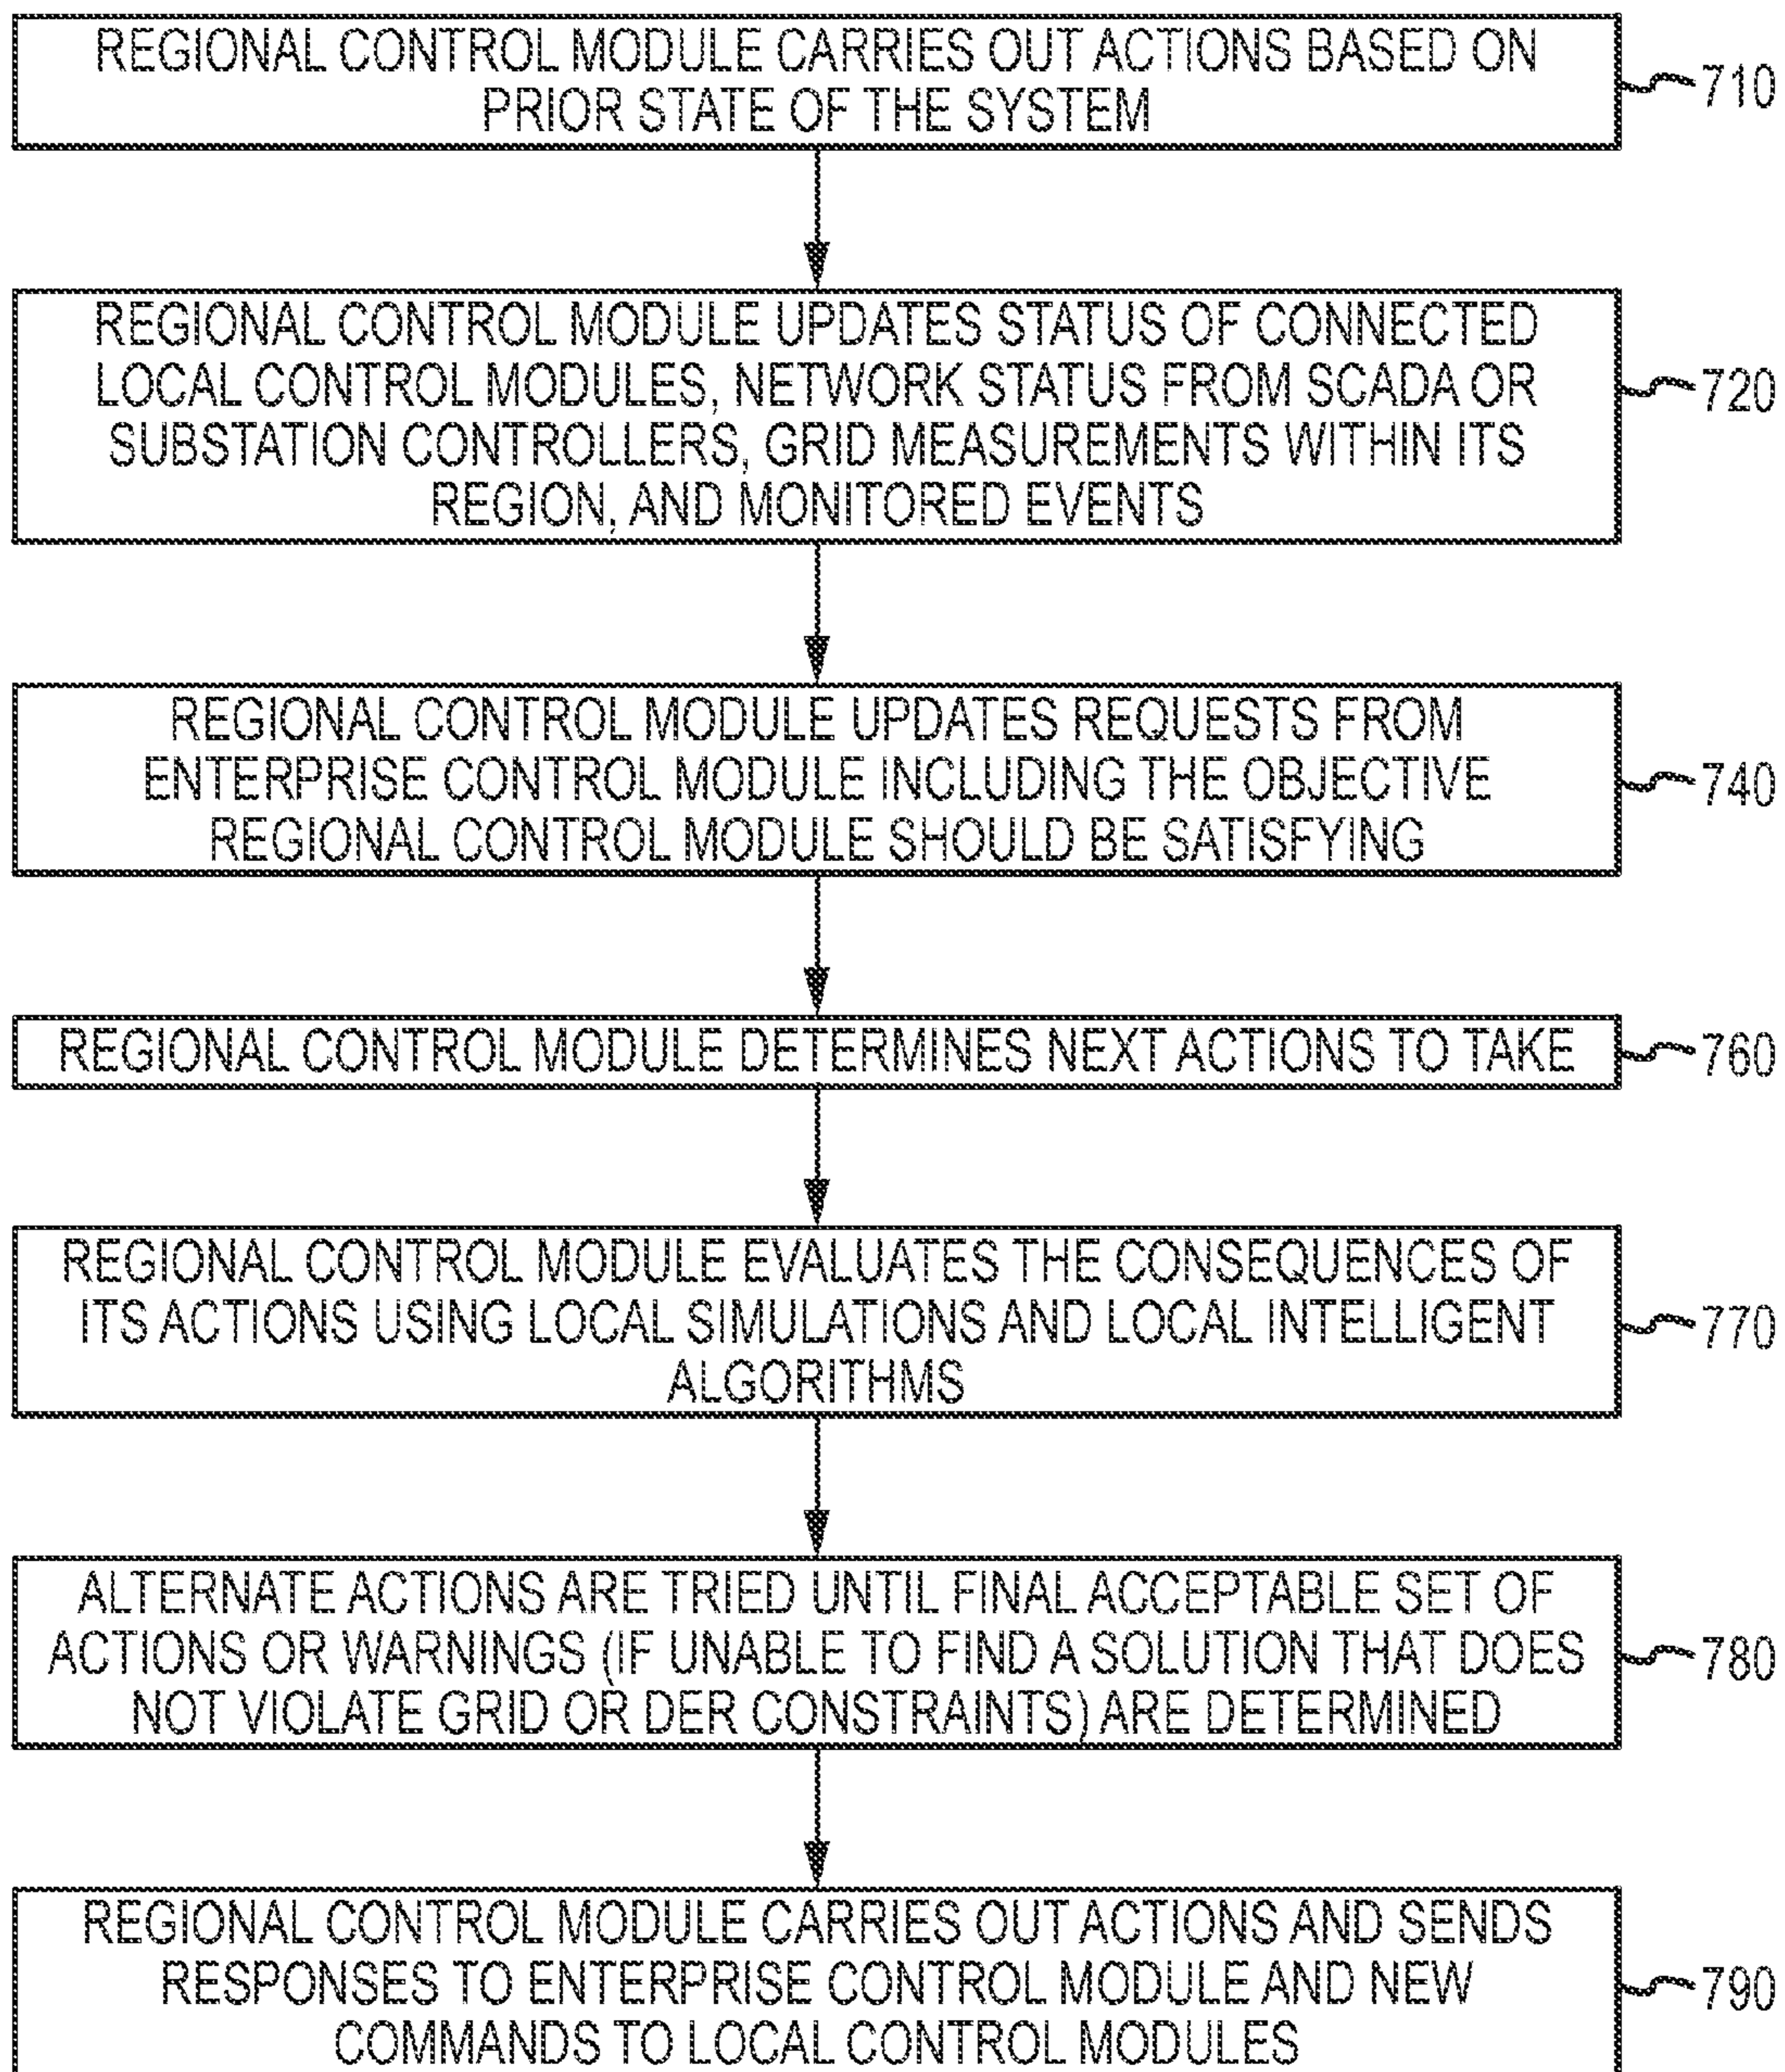 REGIONAL CONTROL MODULE CARRIES OUT ACTIONS BASED ON
PRIOR STATE OF THE SYSTEM
710
REGIONAL CONTROL MODULE UPDATES STATUS OF CONNECTED
LOCAL CONTROL MODULES, NETWORK STATUS FROM SCADA OR
SUBSTATION CONTROLLERS, GRID MEASUREMENTS WITHIN ITS
REGION, AND MONITORED EVENTS
720
REGIONAL CONTROL MODULE UPDATES REQUESTS FROM
ENTERPRISE CONTROL MODULE INCLUDING THE OBJECTIVE
REGIONAL CONTROL MODULE SHOULD BE SATISFYING
740
REGIONAL CONTROL MODULE DETERMINES NEXT ACTIONS TO TAKE
760
REGIONAL CONTROL MODULE EVALUATES THE CONSEQUENCES OF
ITS ACTIONS USING LOCAL SIMULATIONS AND LOCAL INTELLIGENT
ALGORITHMS
770
ALTERNATE ACTIONS ARE TRIED UNTIL FINAL ACCEPTABLE SET OF
ACTIONS OR WARNINGS (IF UNABLE TO FIND A SOLUTION THAT DOES
NOT VIOLATE GRID OR DER CONSTRAINTS) ARE DETERMINED
780
REGIONAL CONTROL MODULE CARRIES OUT ACTIONS AND SENDS
RESPONSES TO ENTERPRISE CONTROL MODULE AND NEW
COMMANDS TO LOCAL CONTROL MODULES
790